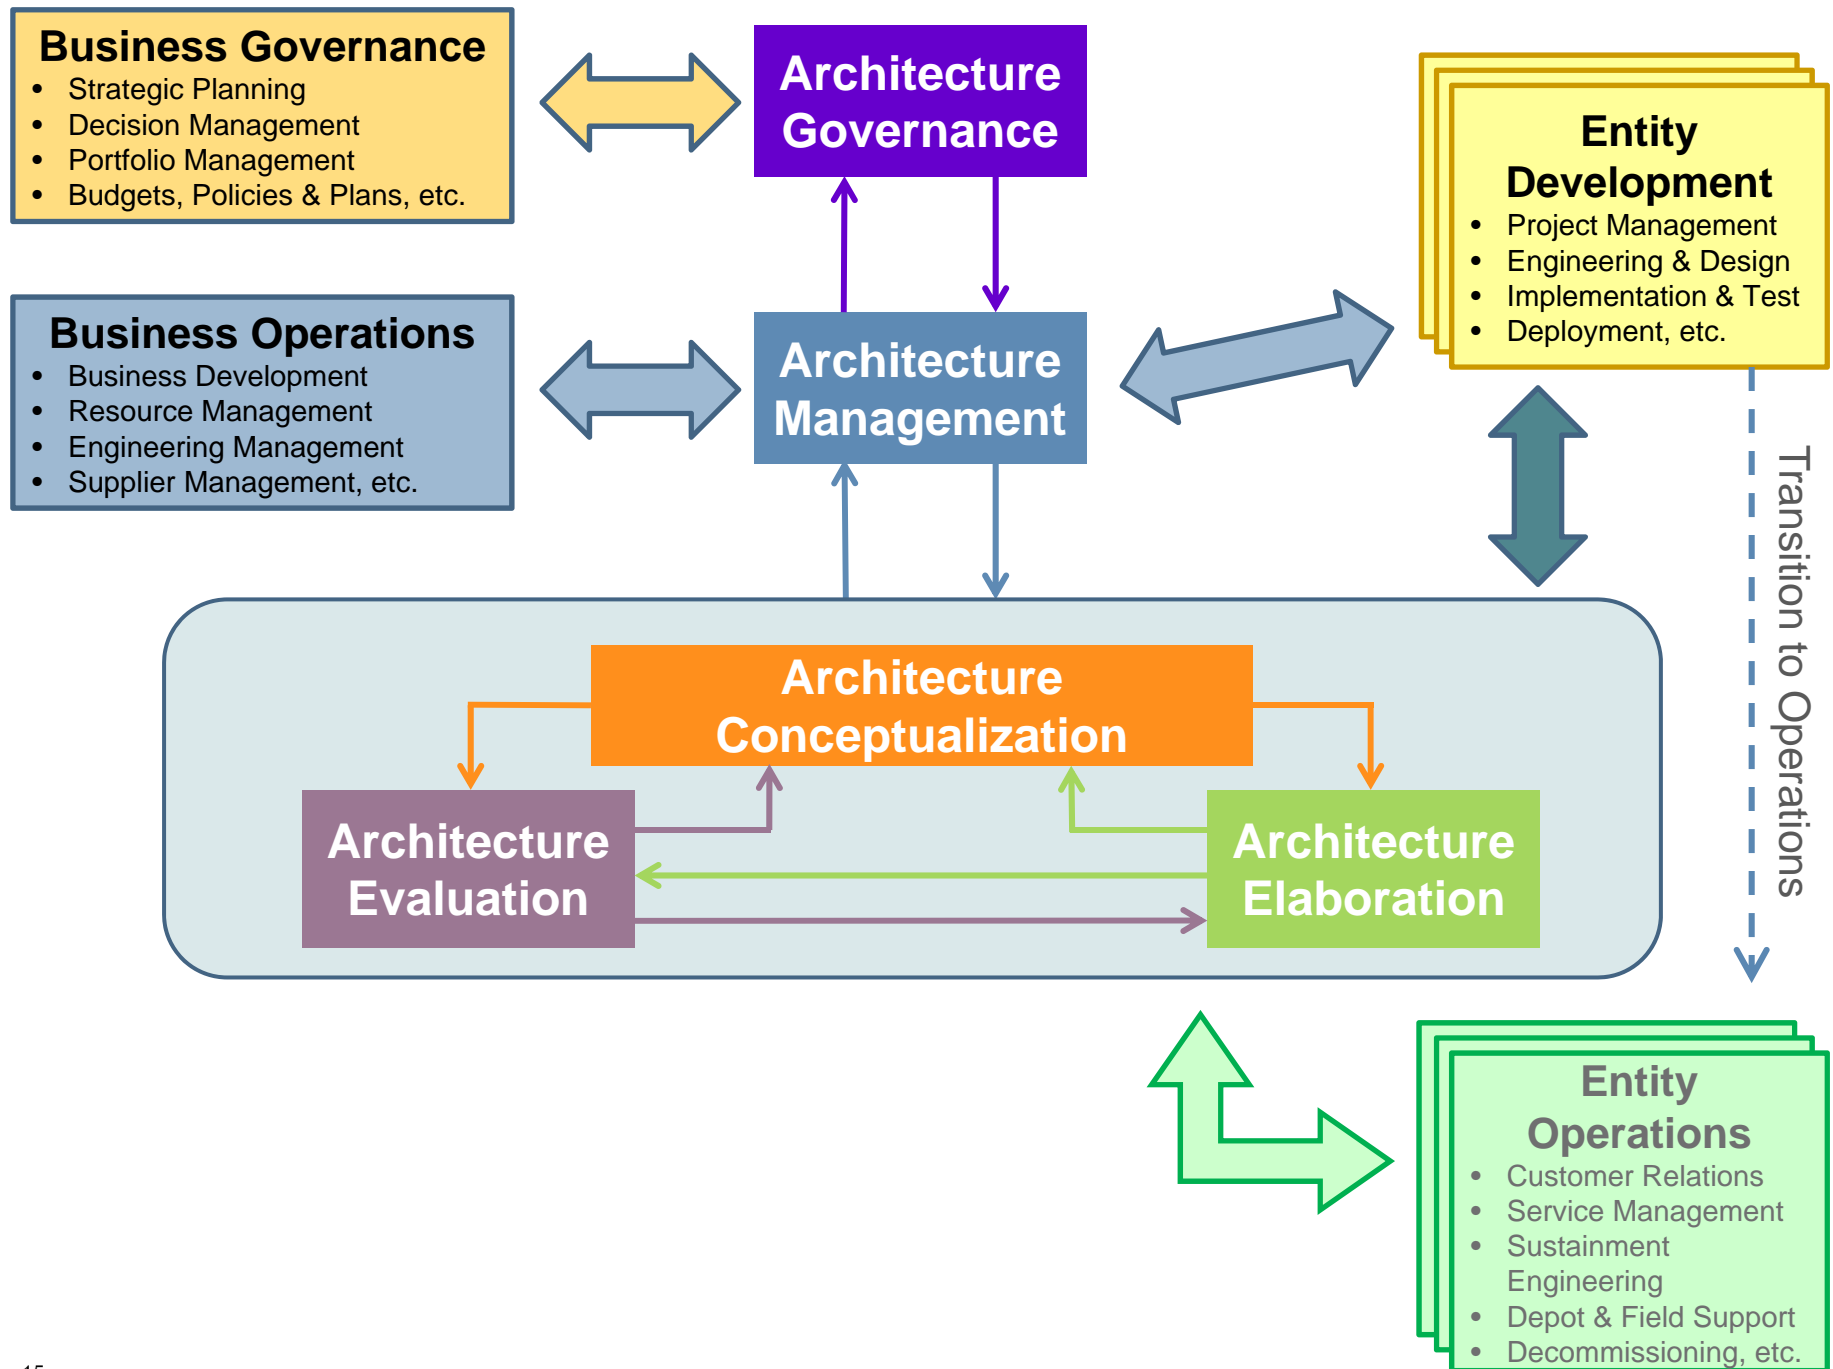 Business Governance
• Strategic Planning
• Decision Management
• Portfolio Management
• Budgets, Policies & Plans, etc.
Architecture
Governance
Entity
Development
• Project Management
• Engineering & Design
• Implementation & Test
• Deployment, etc.
Business Operations
• Business Development
• Resource Management
• Engineering Management
• Supplier Management, etc.
Architecture
Management
Transition to Operations
Architecture
Conceptualization
Architecture
Evaluation
Architecture
Elaboration
Entity
Operations
• Customer Relations
• Service Management
• Sustainment
Engineering
• Depot & Field Support
• Decommissioning, etc.
15